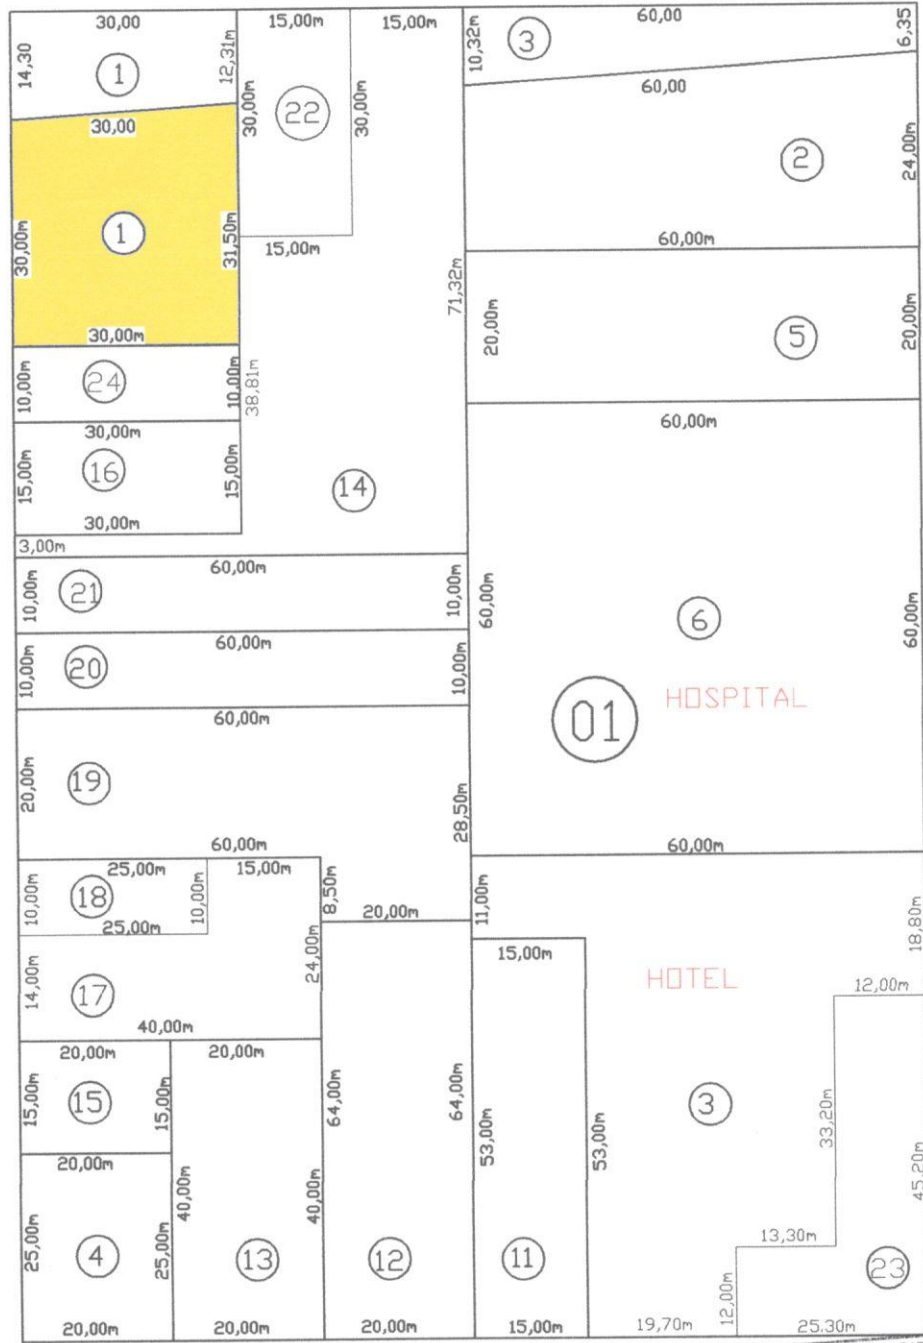 30,00
15,00m
15,00m
60,00
14,30
1
12,31m
30,00
30,00m
22
30,00m
15,00m
10,32m
3
6,35
60,00
2
24,00m
60,00m
30,00m
1
31,50m
30,00m
71,32m
20,00m
5
20,00m
60,00m
10,00m
24
10,00m
38,81m
30,00m
15,00m
16
15,00m
30,00m
14
3,00m
60,00m
10,00m
21
10,00m
60,00m
10,00m
20
10,00m
60,00m
60,00m
6
60,00m
01
HOSPITAL
20,00m
19
28,50m
60,00m
60,00m
25,00m
15,00m
10,00m
18
10,00m
25,00m
8,50m
20,00m
11,00m
18,80m
14,00m
17
24,00m
40,00m
15,00m
HOTEL
12,00m
20,00m
20,00m
15,00m
15
15,00m
20,00m
64,00m
64,00m
53,00m
53,00m
3
33,20m
45,20m
25,00m
4
25,00m
40,00m
13
40,00m
12
11
13,30m
12,00m
23
20,00m
20,00m
20,00m
15,00m
19,70m
25,30m